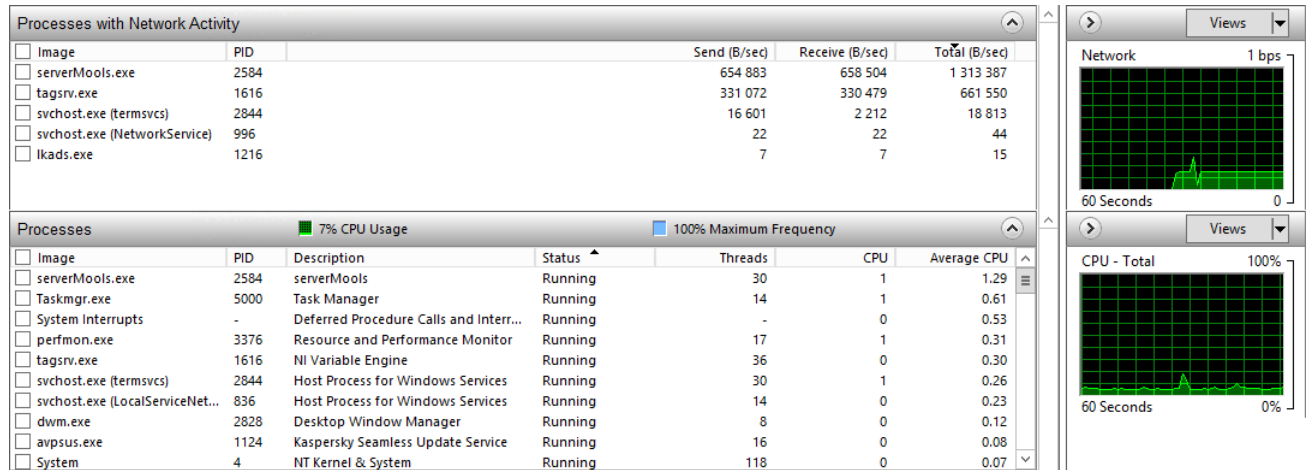 Processes with Network Activity
Image PID Send (B/sec) Receive (B/sec) Total (B/sec)
serverMools.exe 2584 654 883 658 504 1 313 387
tagsrv.exe 1616 331 072 330 479 661 550
svchost.exe (termsvcs) 2844 16 601 2 212 18 813
svchost.exe (NetworkService) 996 22 22 44
lkads.exe 1216 7 7 15
Views
Network 1 bps
60 Seconds 0
Processes 7% CPU Usage 100% Maximum Frequency
Image PID Description Status Threads CPU Average CPU
serverMools.exe 2584 serverMools Running 30 1 1.29
Taskmgr.exe 5000 Task Manager Running 14 1 0.61
System Interrupts - Deferred Procedure Calls and Interr... Running - 0 0.53
perfmon.exe 3376 Resource and Performance Monitor Running 17 1 0.31
tagsrv.exe 1616 NI Variable Engine Running 36 0 0.30
svchost.exe (termsvcs) 2844 Host Process for Windows Services Running 30 1 0.26
svchost.exe (LocalServiceNet... 836 Host Process for Windows Services Running 14 0 0.23
dwm.exe 2828 Desktop Window Manager Running 8 0 0.12
avpsus.exe 1124 Kaspersky Seamless Update Service Running 16 0 0.08
System 4 NT Kernel & System Running 118 0 0.07
Views
CPU - Total 100%
60 Seconds 0%